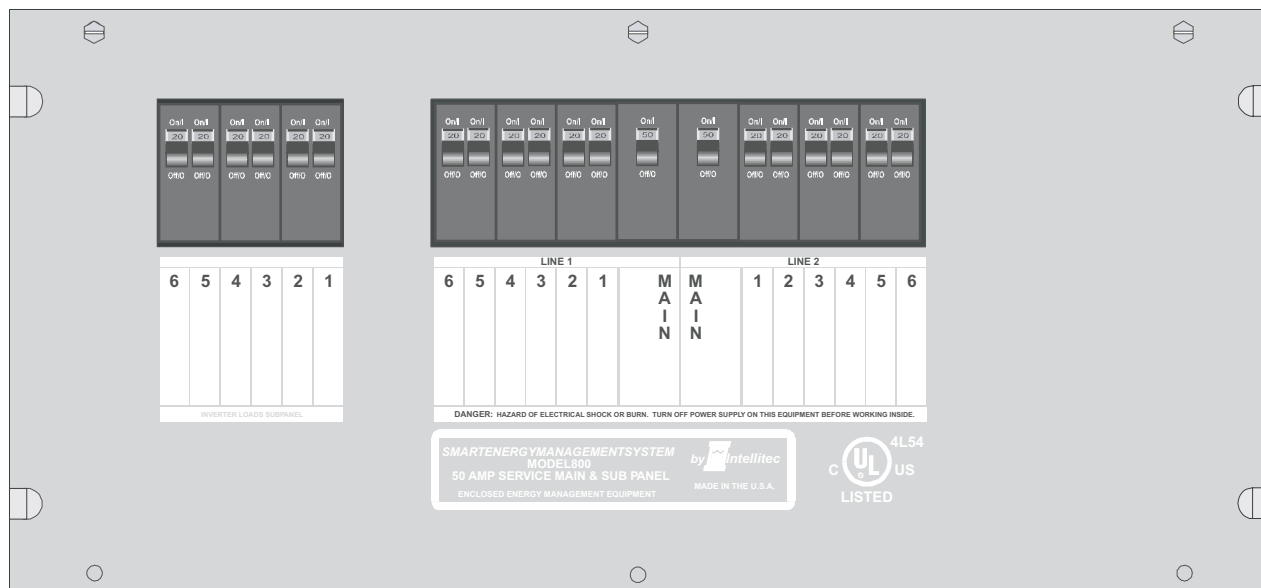 On/I On/I On/I On/I On/I On/I
20 20 20 20 20 20
Off/O Off/O Off/O Off/O Off/O Off/O
6 5 4 3 2 1
INVERTER LOADS SUBPANEL
On/I On/I On/I On/I On/I On/I On/I On/I On/I On/I On/I On/I On/I On/I
20 20 20 20 20 20 50 50 20 20 20 20 20 20
Off/O Off/O Off/O Off/O Off/O Off/O Off/O Off/O Off/O Off/O Off/O Off/O Off/O Off/O
LINE 1 LINE 2
6 5 4 3 2 1 MAIN MAIN 1 2 3 4 5 6
DANGER: HAZARD OF ELECTRICAL SHOCK OR BURN. TURN OFF POWER SUPPLY ON THIS EQUIPMENT BEFORE WORKING INSIDE.
SMARTENERGYMANAGEMENTSYSTEM
MODEL800
50 AMP SERVICE MAIN & SUB PANEL
ENCLOSED ENERGY MANAGEMENT EQUIPMENT
by Intellitec
MADE IN THE U.S.A.
4L54
C UL ® US
LISTED